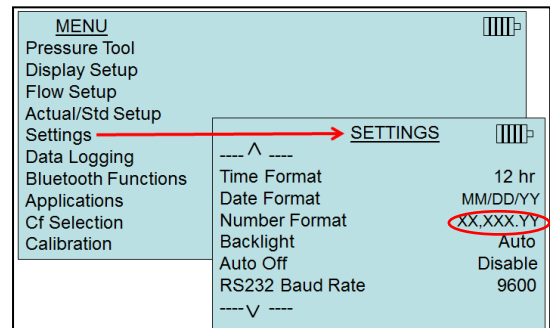 MENU
Pressure Tool
Display Setup
Flow Setup
Actual/Std Setup
Settings
Data Logging
Bluetooth Functions
Applications
Cf Selection
Calibration
SETTINGS
---- ^ ----
Time Format 12 hr
Date Format MM/DD/YY
Number Format XX,XXX.YY
Backlight Auto
Auto Off Disable
RS232 Baud Rate 9600
---- v ----